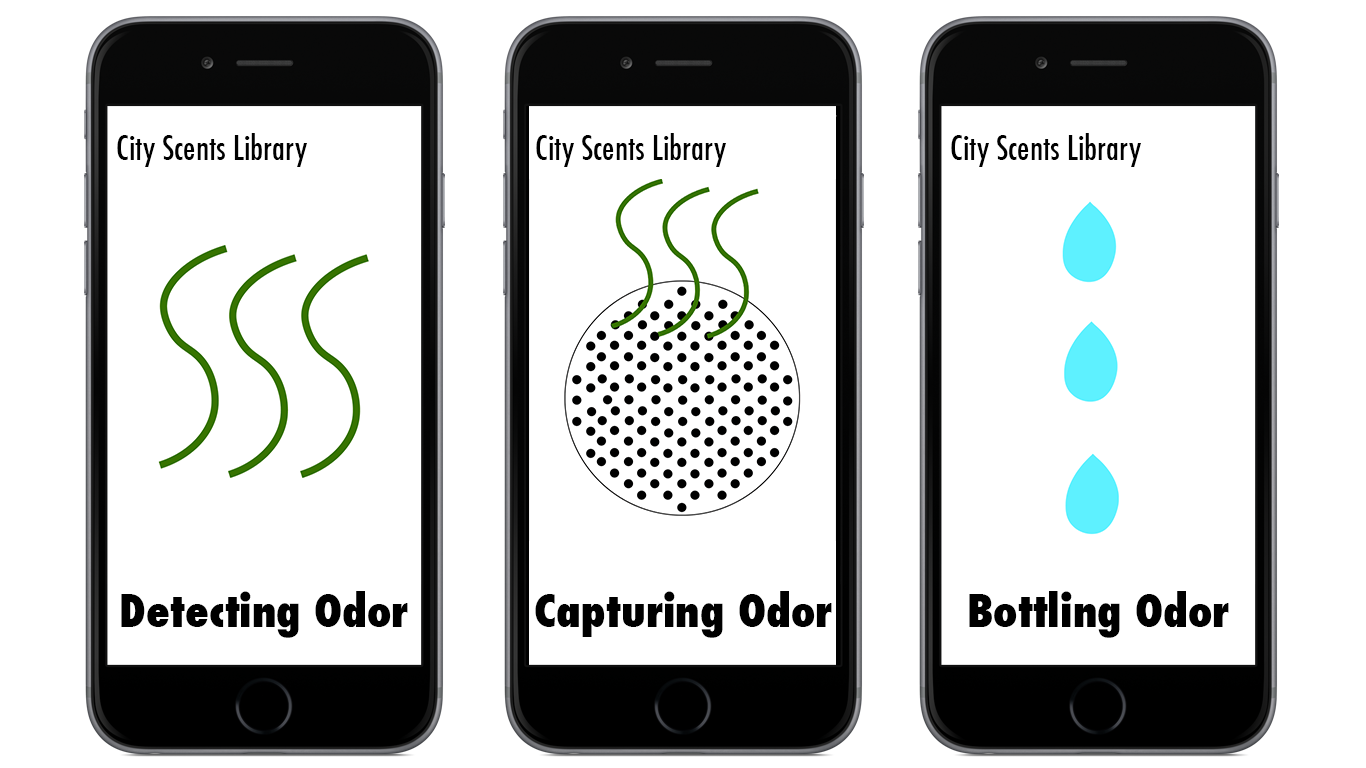 City Scents Library
Detecting Odor
City Scents Library
Capturing Odor
City Scents Library
Bottling Odor